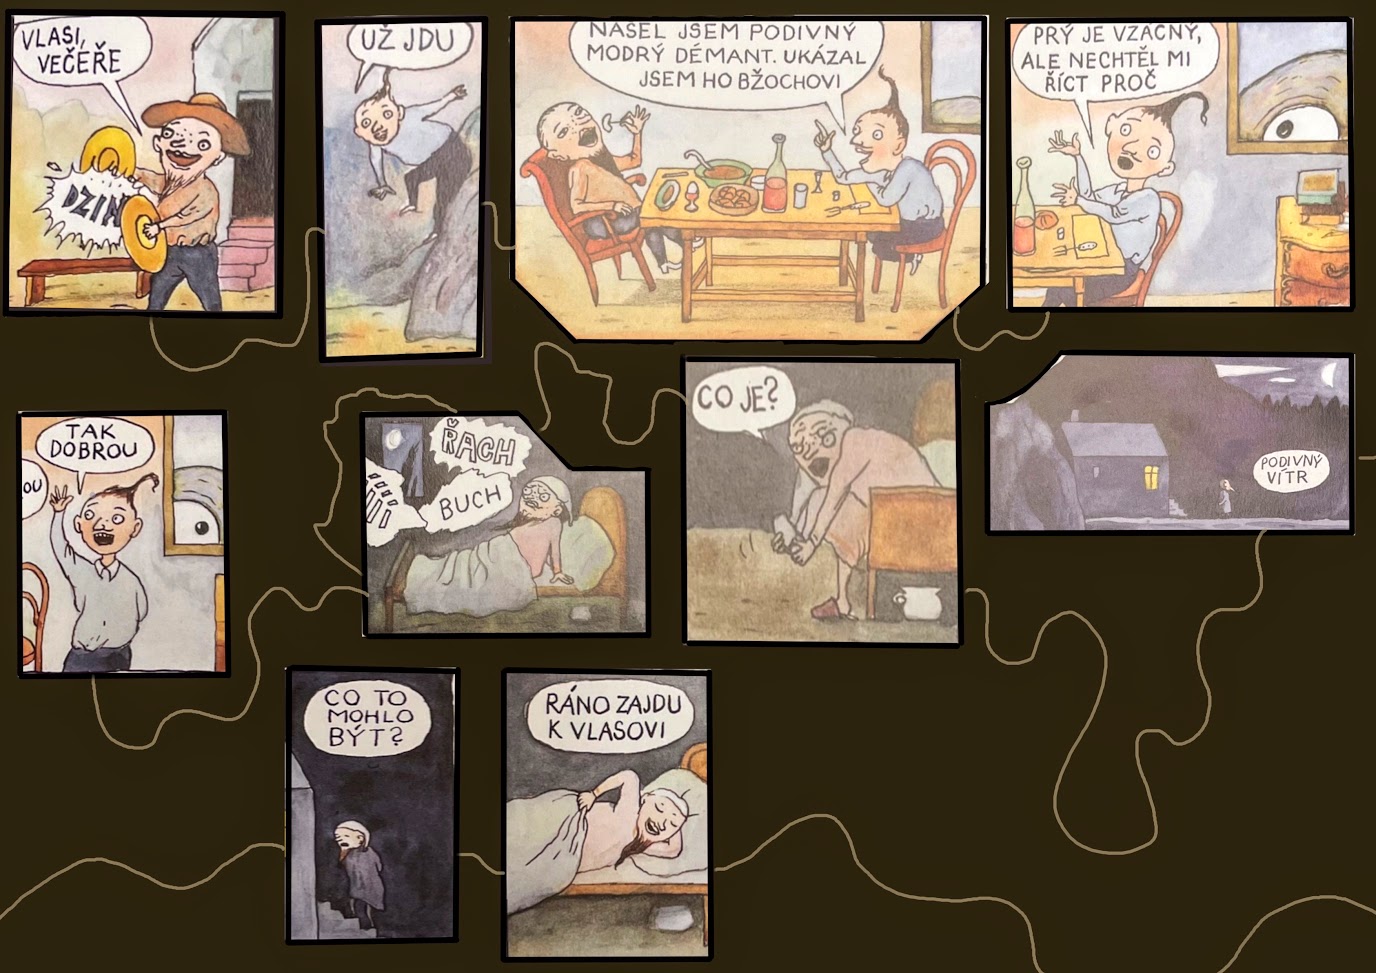 VLASI,
VEČEŘE
DZIN
UŽ JDU
NAŠEL JSEM PODIVNÝ
MODRÝ DÉMANT. UKÁZAL
JSEM HO BŽOCHOVI
PRÝ JE VZÁCNÝ,
ALE NECHTĚL MI
ŘÍCT PROČ
OU
TAK
DOBROU
ŘACH
BUCH
CO JE?
PODIVNÝ
VÍTR
CO TO
MOHLO
BÝT?
RÁNO ZAJDU
K VLASOVI